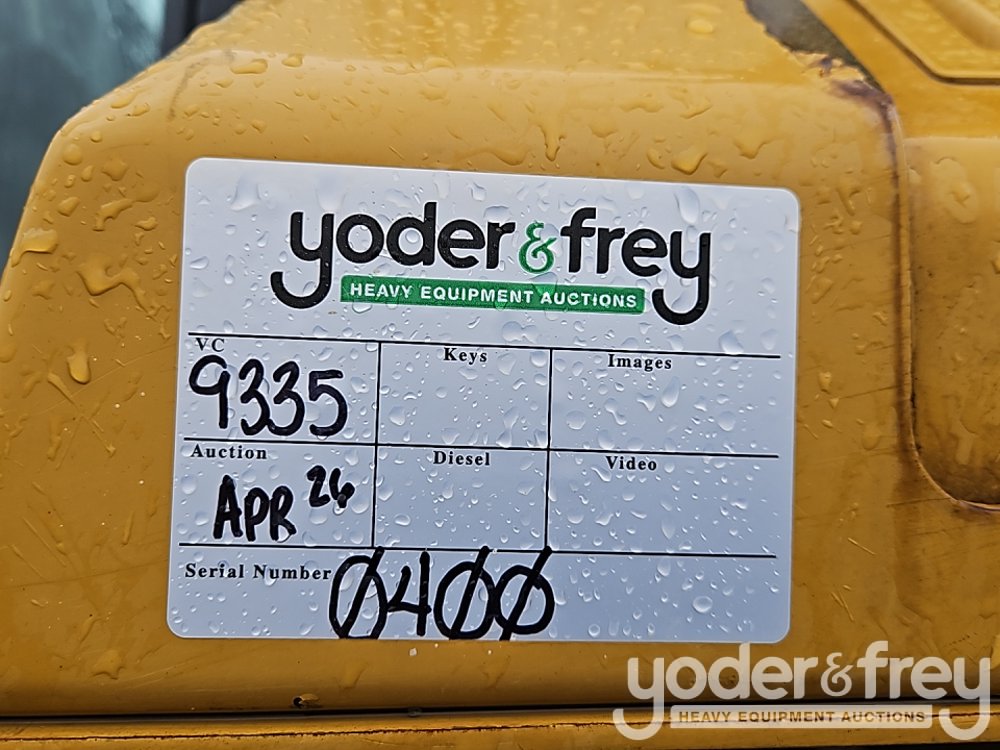 yoder & frey
HEAVY EQUIPMENT AUCTIONS
VC Keys Images
9335
Auction Diesel Video
APR 26
Serial Number 0400
yoder & frey
HEAVY EQUIPMENT AUCTIONS